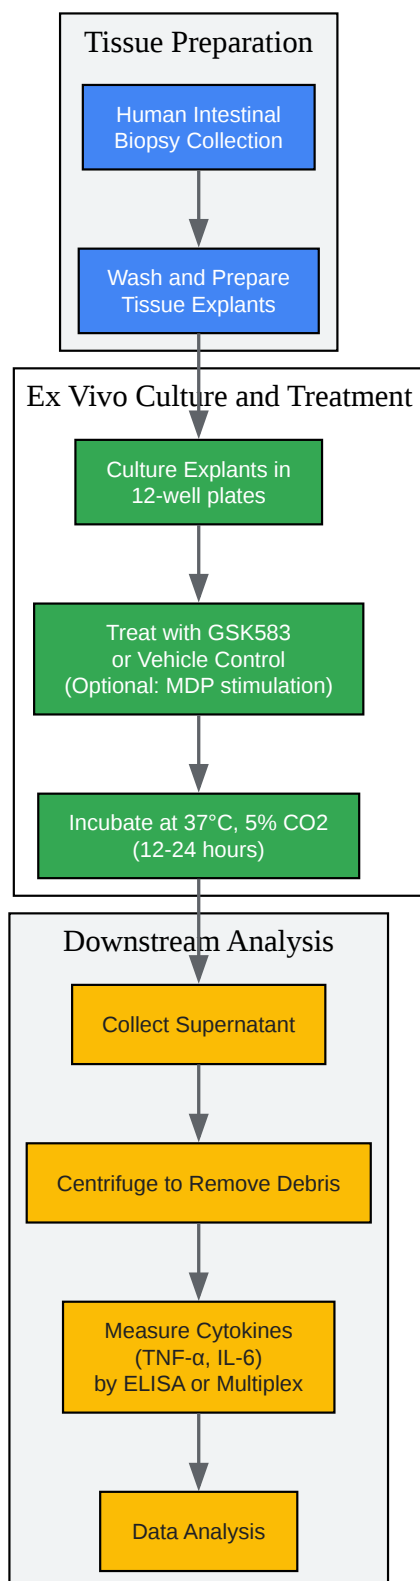 Tissue Preparation
Human Intestinal
Biopsy Collection
Wash and Prepare
Tissue Explants
Ex Vivo Culture and Treatment
Culture Explants in
12-well plates
Treat with GSK583
or Vehicle Control
(Optional: MDP stimulation)
Incubate at 37°C, 5% CO2
(12-24 hours)
Downstream Analysis
Collect Supernatant
Centrifuge to Remove Debris
Measure Cytokines
(TNF-α, IL-6)
by ELISA or Multiplex
Data Analysis